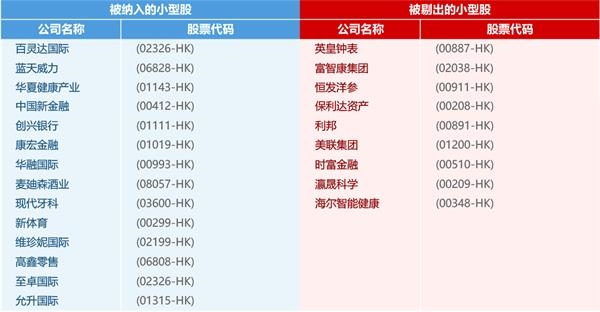 被纳入的小型股 被剔出的小型股
公司名称 股票代码 公司名称 股票代码
百灵达国际 (02326-HK) 英皇钟表 (00887-HK)
蓝天威力 (06828-HK) 富智康集团 (02038-HK)
华夏健康产业 (01143-HK) 恒发洋参 (00911-HK)
中国新金融 (00412-HK) 保利达资产 (00208-HK)
创兴银行 (01111-HK) 利邦 (00891-HK)
康宏金融 (01019-HK) 美联集团 (01200-HK)
华融国际 (00993-HK) 时富金融 (00510-HK)
麦迪森酒业 (08057-HK) 瀛晟科学 (00209-HK)
现代牙科 (03600-HK) 海尔智能健康 (00348-HK)
新体育 (00299-HK)
维珍妮国际 (02199-HK)
高鑫零售 (06808-HK)
至卓国际 (02326-HK)
允升国际 (01315-HK)